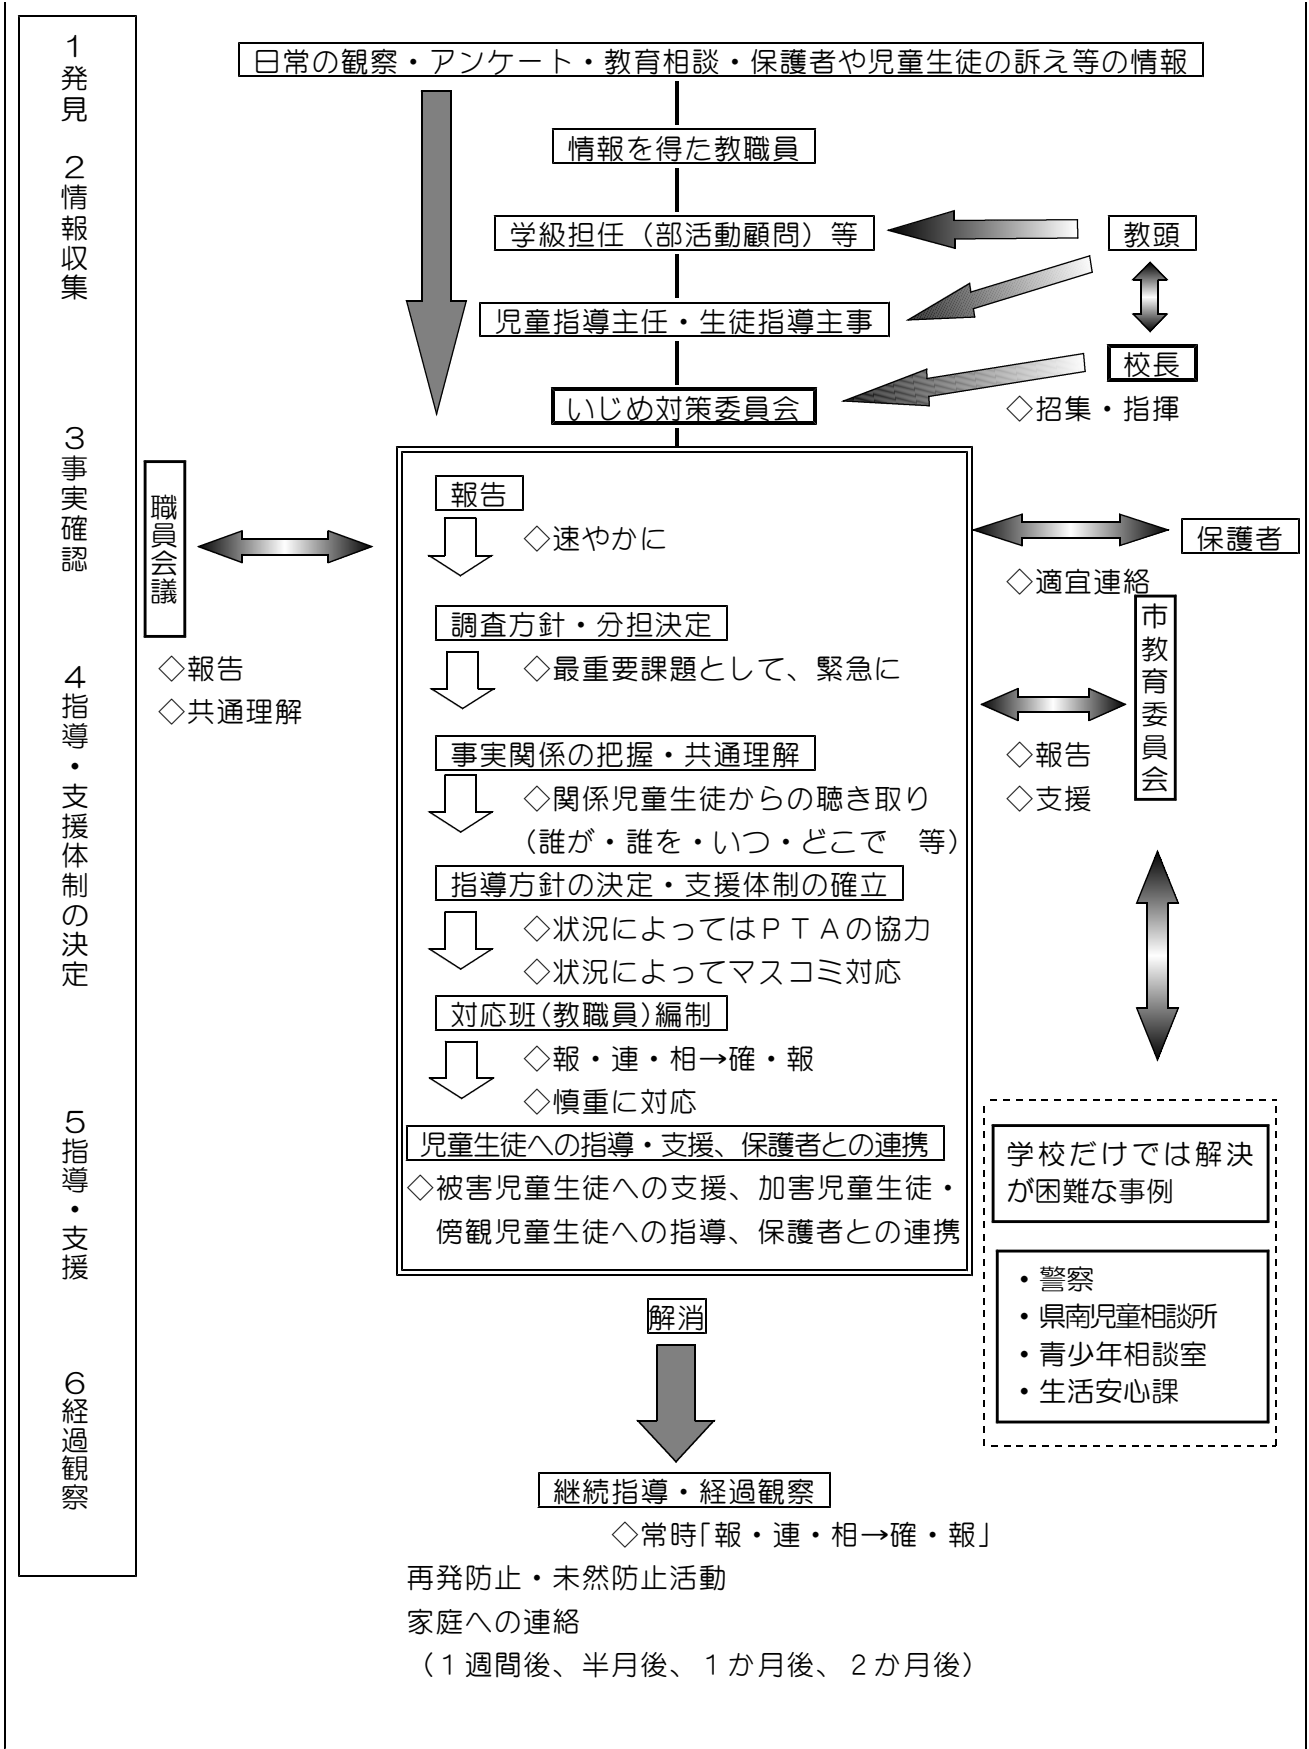 1発見
2情報収集
3事実確認
4指導・支援体制の決定
5指導・支援
6経過観察
日常の観察・アンケート・教育相談・保護者や児童生徒の訴え等の情報
情報を得た教職員
学級担任（部活動顧問）等
教頭
児童指導主任・生徒指導主事
校長
いじめ対策委員会
◇招集・指揮
職員会議
◇報告
◇共通理解
報告
◇速やかに
調査方針・分担決定
◇最重要課題として、緊急に
事実関係の把握・共通理解
◇関係児童生徒からの聴き取り
（誰が・誰を・いつ・どこで　等）
指導方針の決定・支援体制の確立
◇状況によってはＰＴＡの協力
◇状況によってマスコミ対応
対応班(教職員)編制
◇報・連・相→確・報
◇慎重に対応
児童生徒への指導・支援、保護者との連携
◇被害児童生徒への支援、加害児童生徒・
傍観児童生徒への指導、保護者との連携
保護者
◇適宜連絡
市教育委員会
◇報告
◇支援
学校だけでは解決
が困難な事例
・警察
・県南児童相談所
・青少年相談室
・生活安心課
解消
継続指導・経過観察
◇常時「報・連・相→確・報」
再発防止・未然防止活動
家庭への連絡
（１週間後、半月後、１か月後、２か月後）